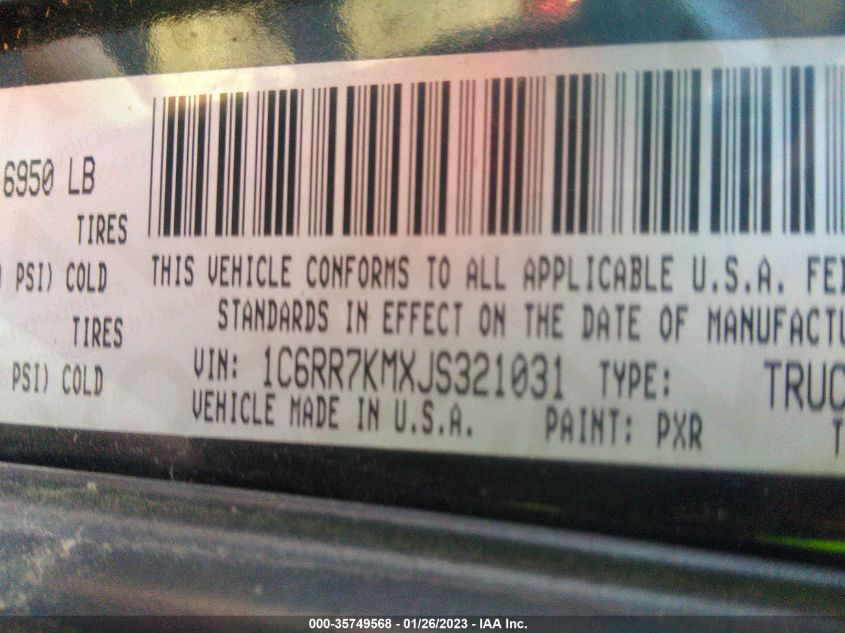 6950 LB
TIRES
PSI) COLD
THIS VEHICLE CONFORMS TO ALL APPLICABLE U.S.A. FED
STANDARDS IN EFFECT ON THE DATE OF MANUFACTU
TIRES
VIN: 1C6RR7KMXJS321031 TYPE: TRUC
PSI) COLD
VEHICLE MADE IN U.S.A. PAINT: PXR T
000-35749568 - 01/26/2023 - IAA Inc.